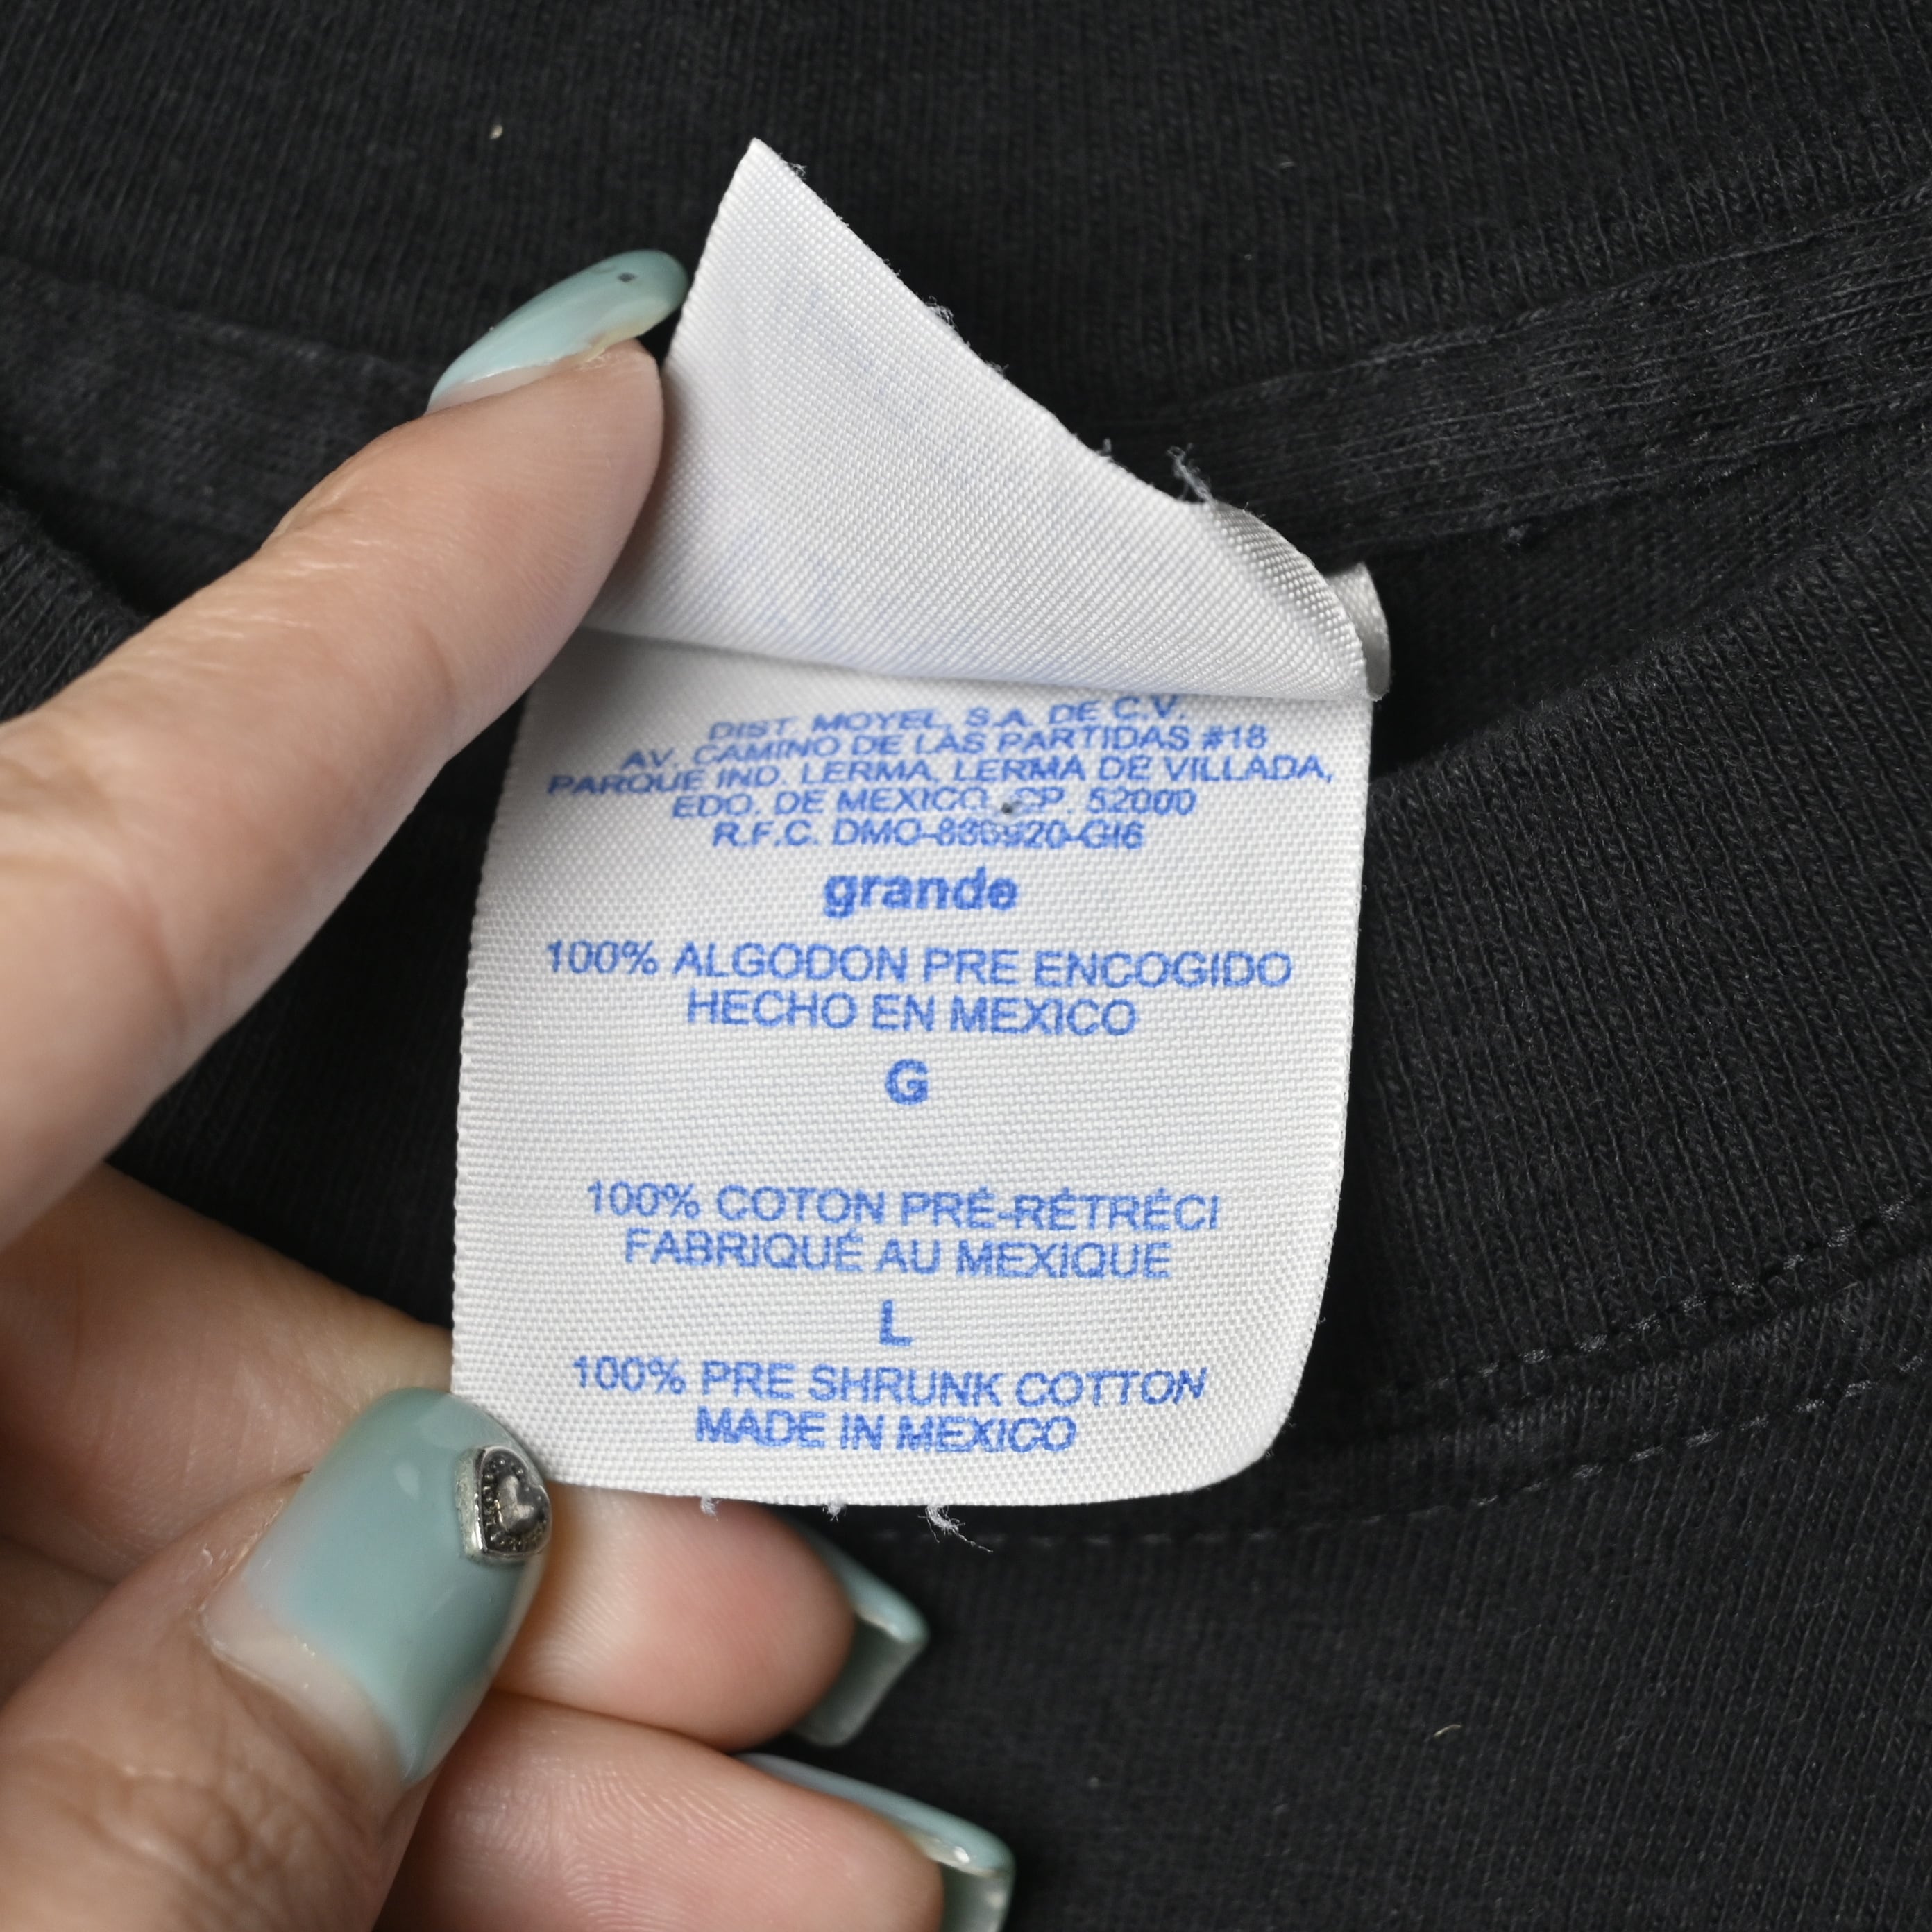 DIST. MOYEL, S.A. DE C.V.
AV. CAMINO DE LAS PARTIDAS #18
PARQUE IND. LERMA, LERMA DE VILLADA,
EDO. DE MEXICO, CP. 52000
R.F.C.
grande
100% ALGODON PRE ENCOGIDO
HECHO EN MEXICO
G
100% COTON PRÉ-RÉTRÉCI
FABRIQUÉ AU MEXIQUE
L
100% PRE SHRUNK COTTON
MADE IN MEXICO